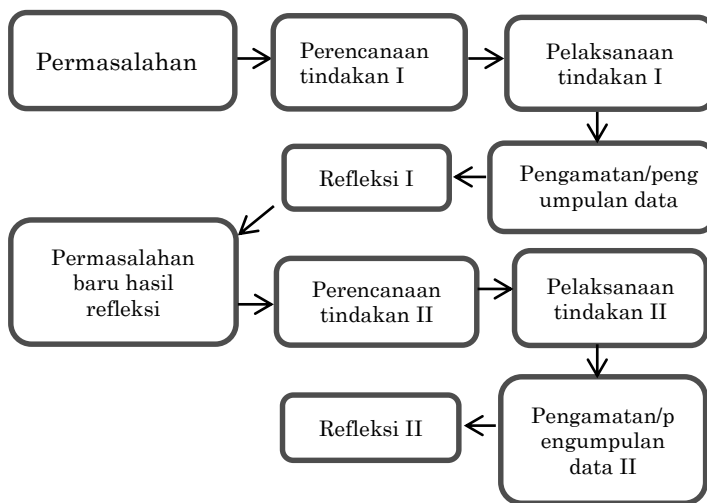 Permasalahan
Perencanaan
tindakan I
Pelaksanaan
tindakan I
Pengamatan/peng
umpulan data
Refleksi I
Permasalahan
baru hasil
refleksi
Perencanaan
tindakan II
Pelaksanaan
tindakan II
Pengamatan/p
engumpulan
data II
Refleksi II